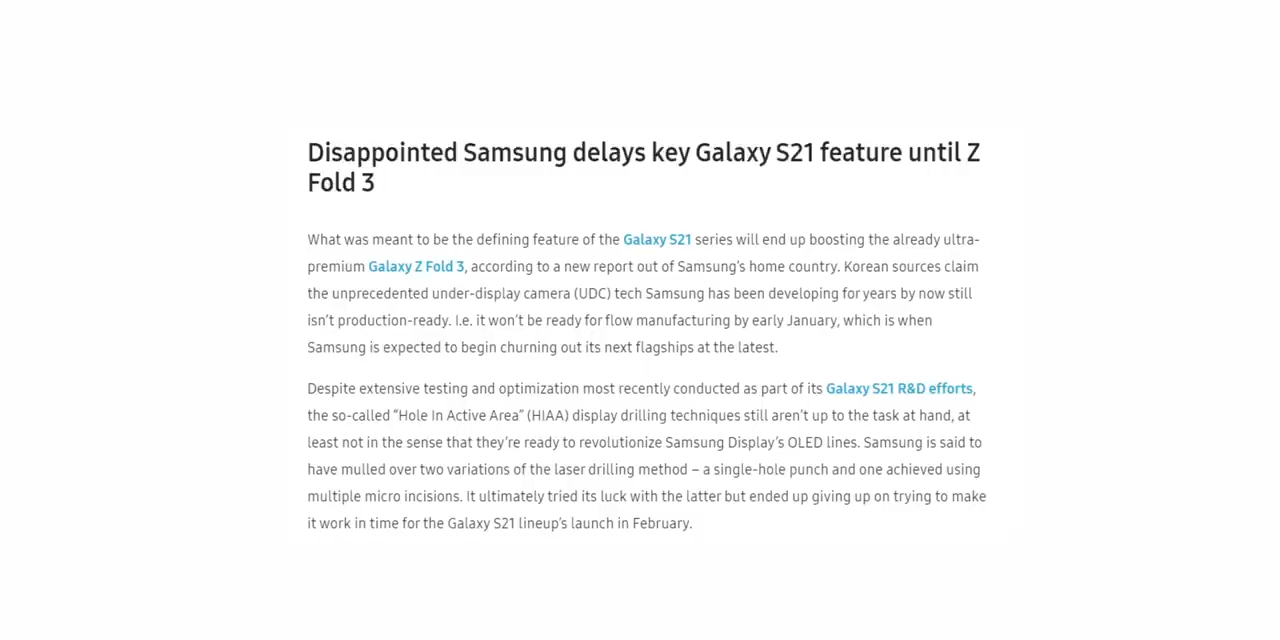 Disappointed Samsung delays key Galaxy S21 feature until Z
Fold 3
What was meant to be the defining feature of the Galaxy S21 series will end up boosting the already ultra-
premium Galaxy Z Fold 3, according to a new report out of Samsung's home country. Korean sources claim
the unprecedented under-display camera (UDC) tech Samsung has been developing for years by now still
isn't production-ready. I.e. it won't be ready for flow manufacturing by early January, which is when
Samsung is expected to begin churning out its next flagships at the latest.
Despite extensive testing and optimization most recently conducted as part of its Galaxy S21 R&D efforts,
the so-called “Hole In Active Area” (HIAA) display drilling techniques still aren't up to the task at hand, at
least not in the sense that they're ready to revolutionize Samsung Display's OLED lines. Samsung is said to
have mulled over two variations of the laser drilling method – a single-hole punch and one achieved using
multiple micro incisions. It ultimately tried its luck with the latter but ended up giving up on trying to make
it work in time for the Galaxy S21 lineup's launch in February.